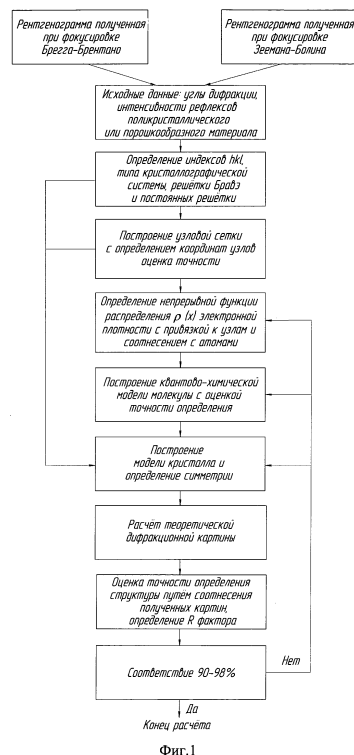 Рентгенограмма полученная
при фокусировке
Брегга-Брентано
Рентгенограмма полученная
при фокусировке
Зеемана-Болина
Исходные данные: углы дифракции,
интенсивности рефлексов
поликристаллического
или порошкообразного материала
Определение индексов hkl,
типа кристаллографической
системы, решётки Бравэ
и постоянных решётки
Построение узловой сетки
с определением координат узлов
оценка точности
Определение непрерывной функции
распределения ρ (x) электронной
плотности с привязкой к узлам и
соотнесением с атомами
Построение квантово-химической
модели молекулы с оценкой
точности определения
Построение
модели кристалла и
определение симметрии
Расчёт теоретической
дифракционной картины
Оценка точности определения
структуры путём соотнесения
полученных картин,
определение R фактора
Соответствие 90-98%
Нет
Да
Конец расчёта
Фиг.1